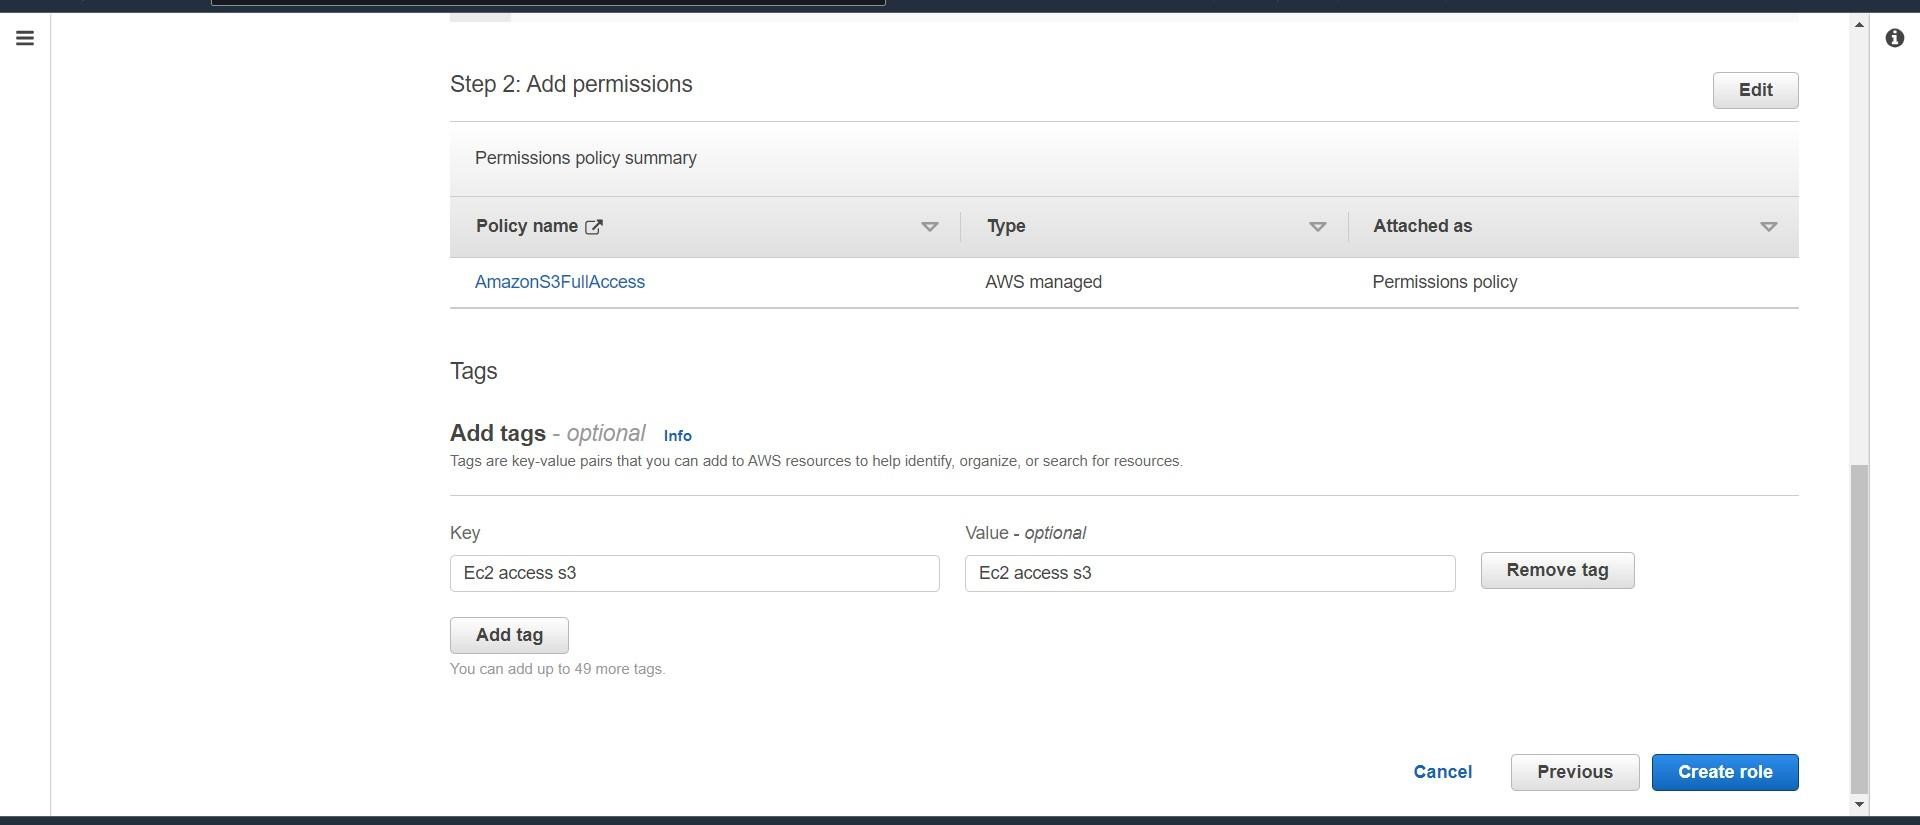 Step 2: Add permissions
Edit
Permissions policy summary
Policy name Type Attached as
AmazonS3FullAccess AWS managed Permissions policy
Tags
Add tags - optional Info
Tags are key-value pairs that you can add to AWS resources to help identify, organize, or search for resources.
Key Value - optional
Ec2 access s3 Ec2 access s3 Remove tag
Add tag
You can add up to 49 more tags.
Cancel Previous Create role